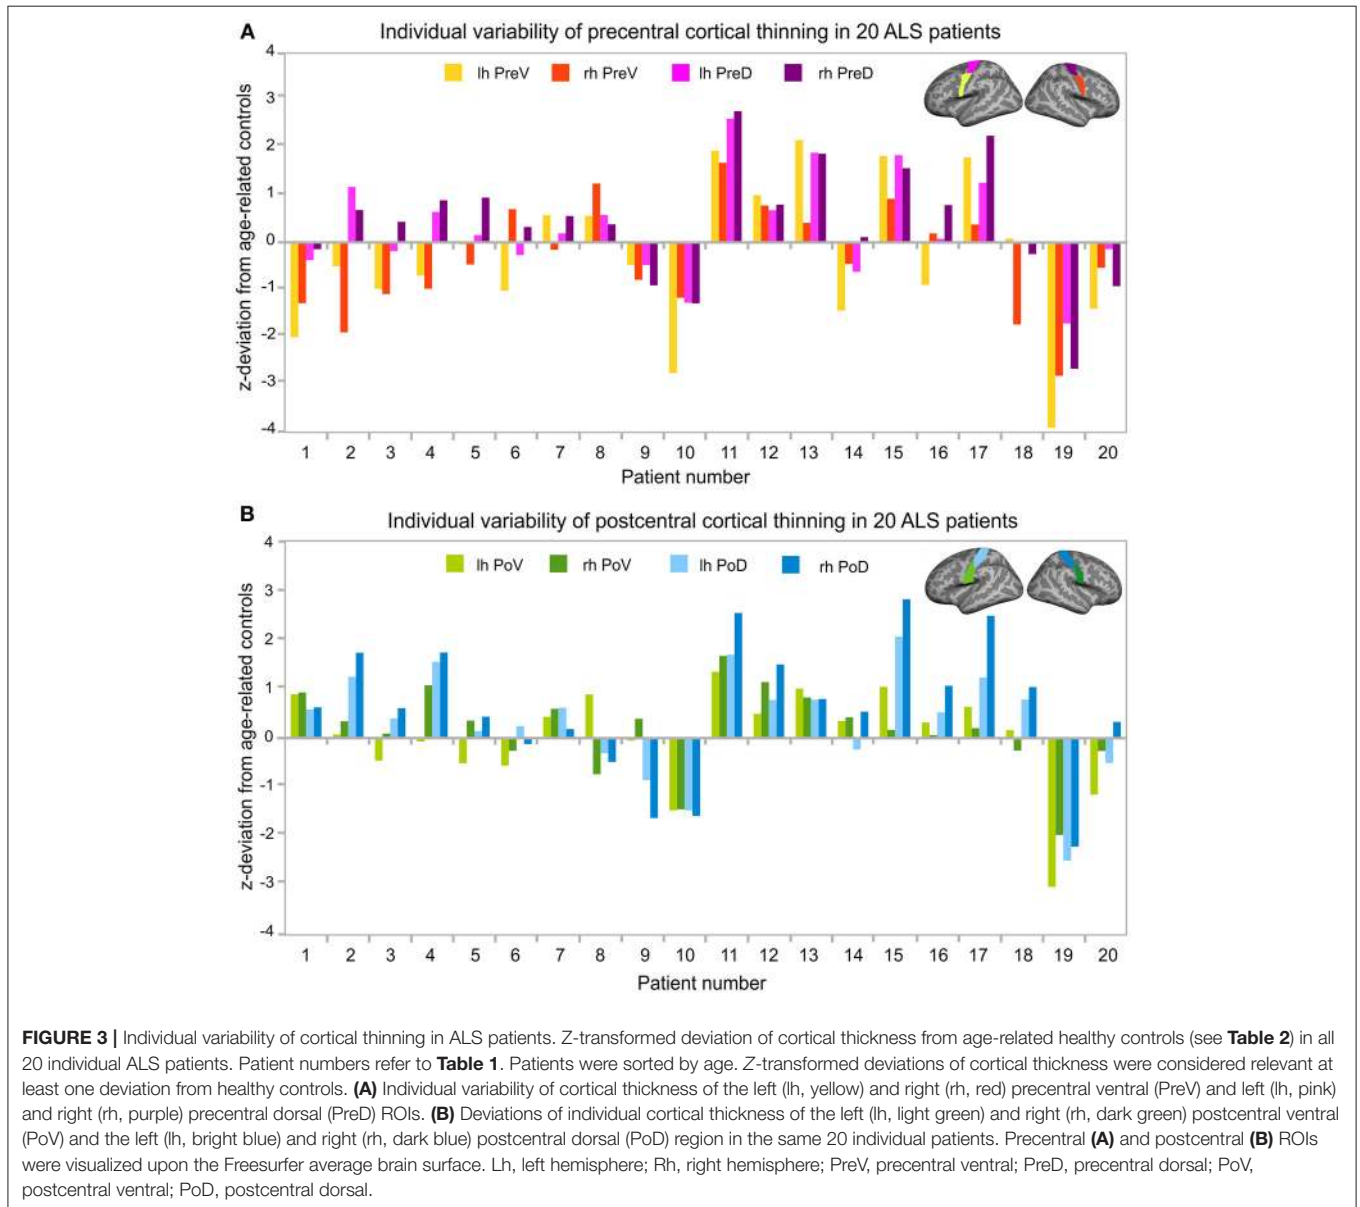 A
Individual variability of precentral cortical thinning in 20 ALS patients
lh PreV rh PreV lh PreD rh PreD
z-deviation from age-related controls
4
3
2
1
0
-1
-2
-3
-4
1 2 3 4 5 6 7 8 9 10 11 12 13 14 15 16 17 18 19 20
Patient number
B
Individual variability of postcentral cortical thinning in 20 ALS patients
lh PoV rh PoV lh PoD rh PoD
z-deviation from age-related controls
4
3
2
1
0
-1
-2
-3
-4
1 2 3 4 5 6 7 8 9 10 11 12 13 14 15 16 17 18 19 20
Patient number
FIGURE 3 | Individual variability of cortical thinning in ALS patients. Z-transformed deviation of cortical thickness from age-related healthy controls (see Table 2) in all
20 individual ALS patients. Patient numbers refer to Table 1. Patients were sorted by age. Z-transformed deviations of cortical thickness were considered relevant at
least one deviation from healthy controls. (A) Individual variability of cortical thickness of the left (lh, yellow) and right (rh, red) precentral ventral (PreV) and left (lh, pink)
and right (rh, purple) precentral dorsal (PreD) ROIs. (B) Deviations of individual cortical thickness of the left (lh, light green) and right (rh, dark green) postcentral ventral
(PoV) and the left (lh, bright blue) and right (rh, dark blue) postcentral dorsal (PoD) region in the same 20 individual patients. Precentral (A) and postcentral (B) ROIs
were visualized upon the Freesurfer average brain surface. Lh, left hemisphere; Rh, right hemisphere; PreV, precentral ventral; PreD, precentral dorsal; PoV,
postcentral ventral; PoD, postcentral dorsal.